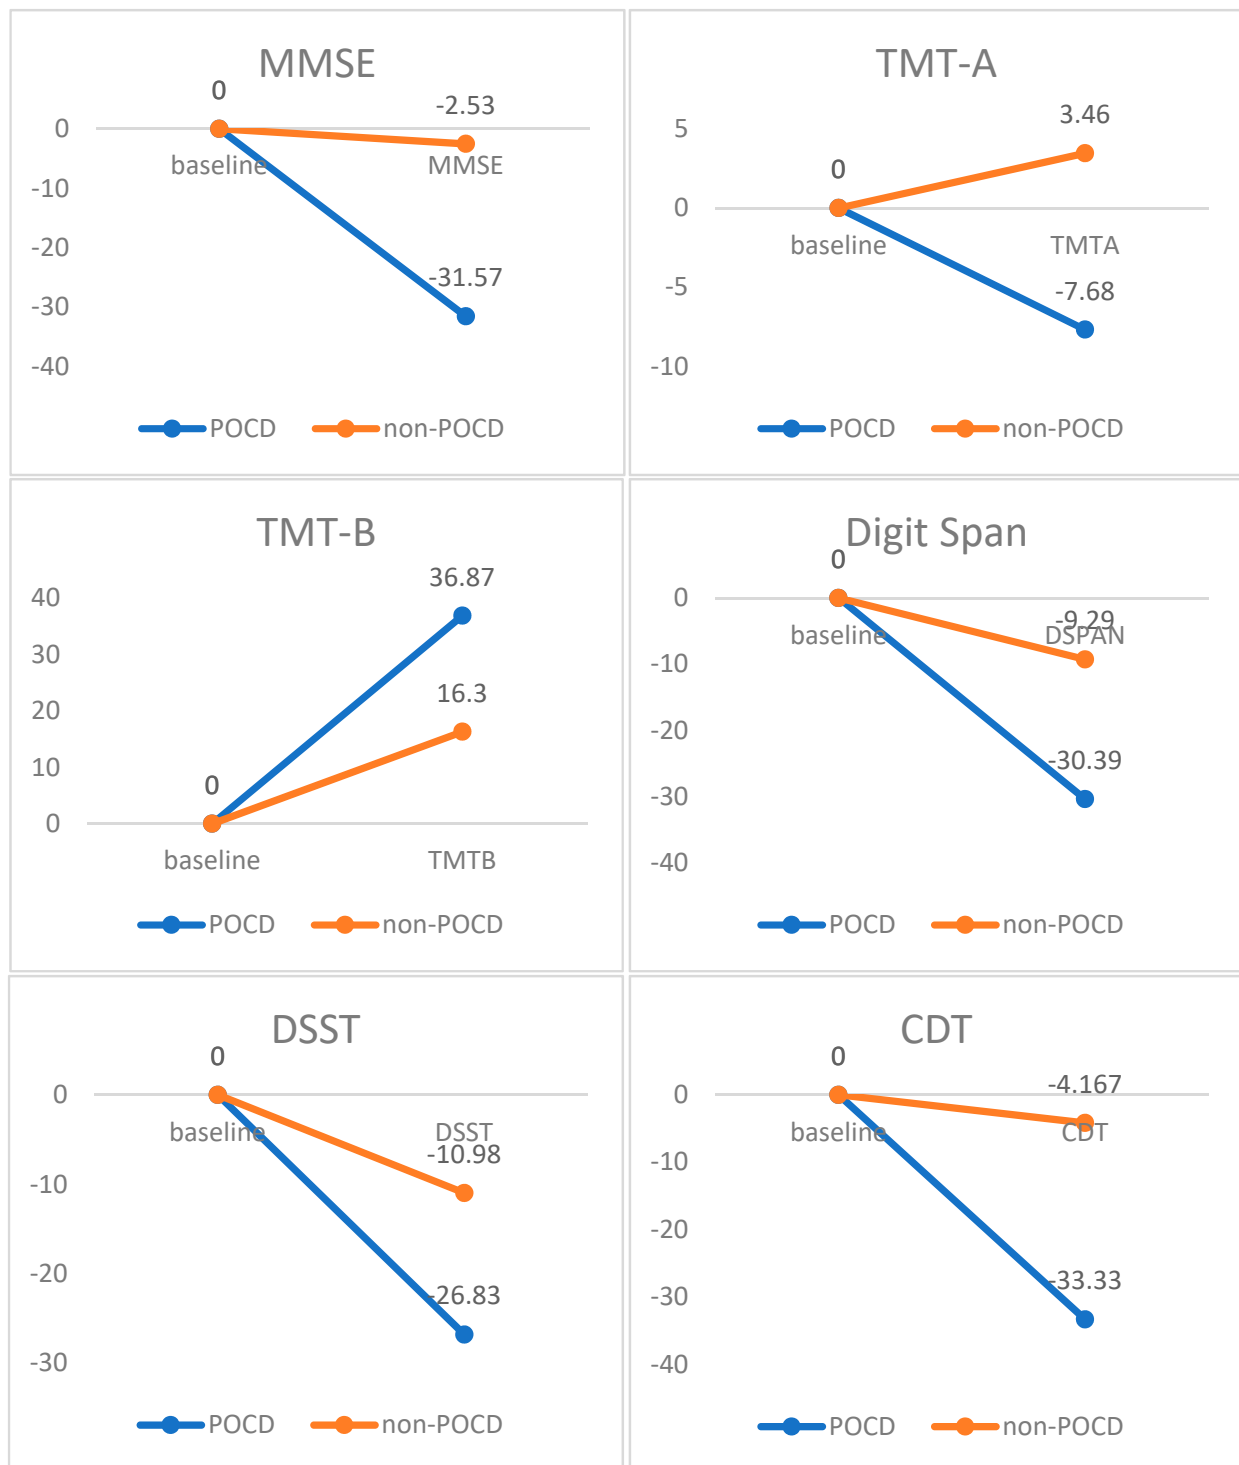 MMSE
0
-2.53
0
baseline
MMSE
-10
-20
-31.57
-30
-40
POCD
non-POCD
TMT-A
5
3.46
0
0
baseline
TMTA
-5
-7.68
-10
POCD
non-POCD
TMT-B
36.87
40
30
16.3
20
10
0
0
baseline
TMTB
POCD
non-POCD
Digit Span
0
0
-9.29
baseline
DSPAN
-10
-20
-30.39
-30
-40
POCD
non-POCD
DSST
0
0
baseline
DSST
-10.98
-10
-20
-26.83
-30
POCD
non-POCD
CDT
0
-4.167
0
baseline
CDT
-10
-20
-33.33
-30
-40
POCD
non-POCD